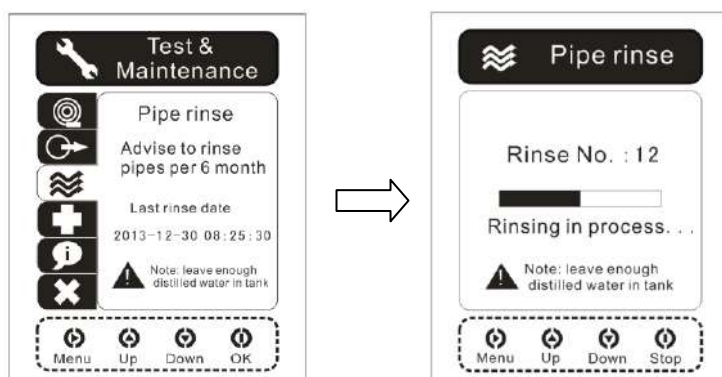 Test &
Maintenance
Pipe rinse
Advise to rinse
pipes per 6 month
Last rinse date
2013-12-30 08:25:30
Note: leave enough
distilled water in tank
Menu Up Down OK
Pipe rinse
Rinse No. : 12
Rinsing in process...
Note: leave enough
distilled water in tank
Menu Up Down Stop